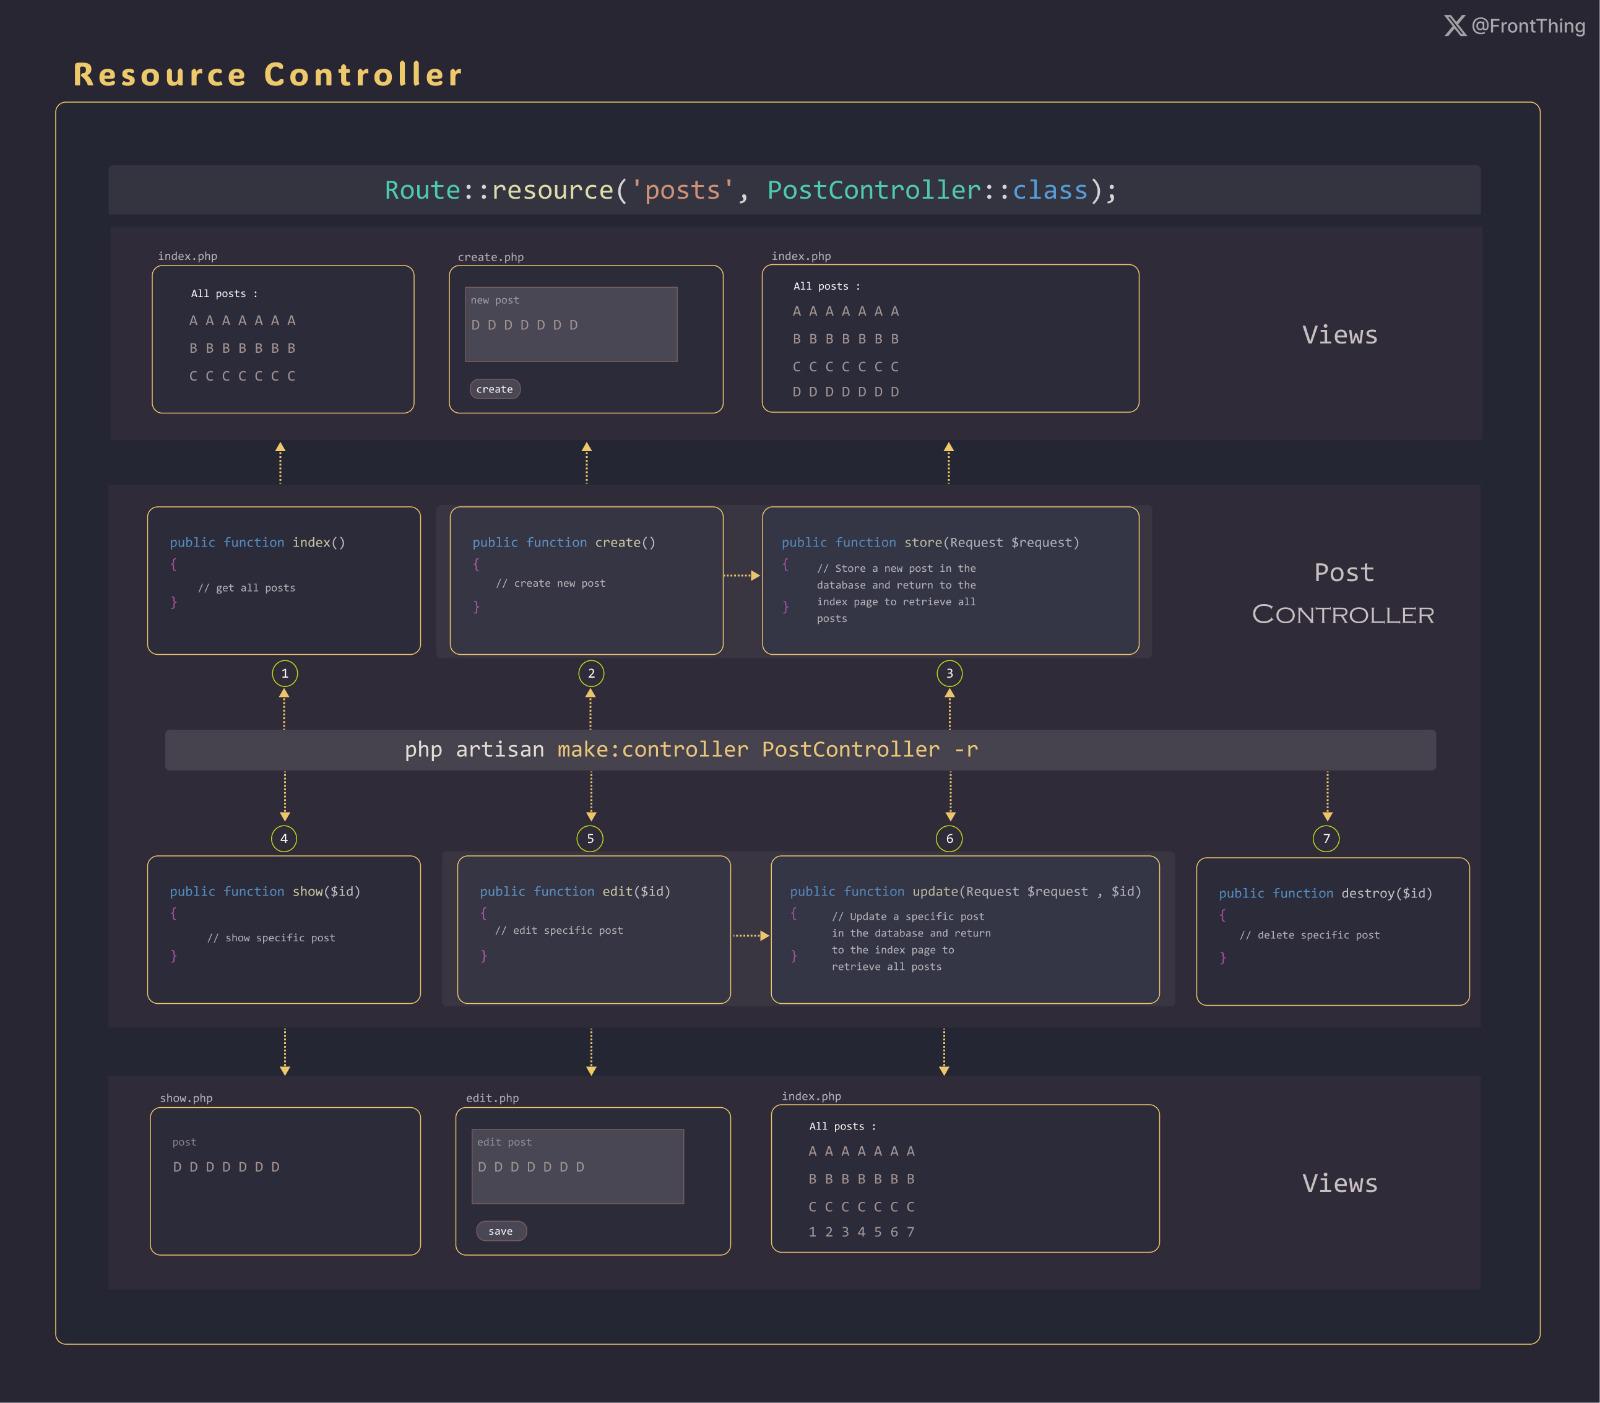 @FrontThing
Resource Controller
Route::resource('posts', PostController::class);
index.php
All posts :
A A A A A A A
B B B B B B B
C C C C C C C
create.php
new post
D D D D D D D
create
index.php
All posts :
A A A A A A A
B B B B B B B
C C C C C C C
D D D D D D D
Views
public function index()
{
// get all posts
}
public function create()
{
// create new post
}
public function store(Request $request)
{
// Store a new post in the
database and return to the
index page to retrieve all
posts
}
Post
CONTROLLER
1
2
3
php artisan make:controller PostController -r
4
5
6
7
public function show($id)
{
// show specific post
}
public function edit($id)
{
// edit specific post
}
public function update(Request $request , $id)
{
// Update a specific post
in the database and return
to the index page to
retrieve all posts
}
public function destroy($id)
{
// delete specific post
}
show.php
post
D D D D D D D
edit.php
edit post
D D D D D D D
save
index.php
All posts :
A A A A A A A
B B B B B B B
C C C C C C C
1 2 3 4 5 6 7
Views